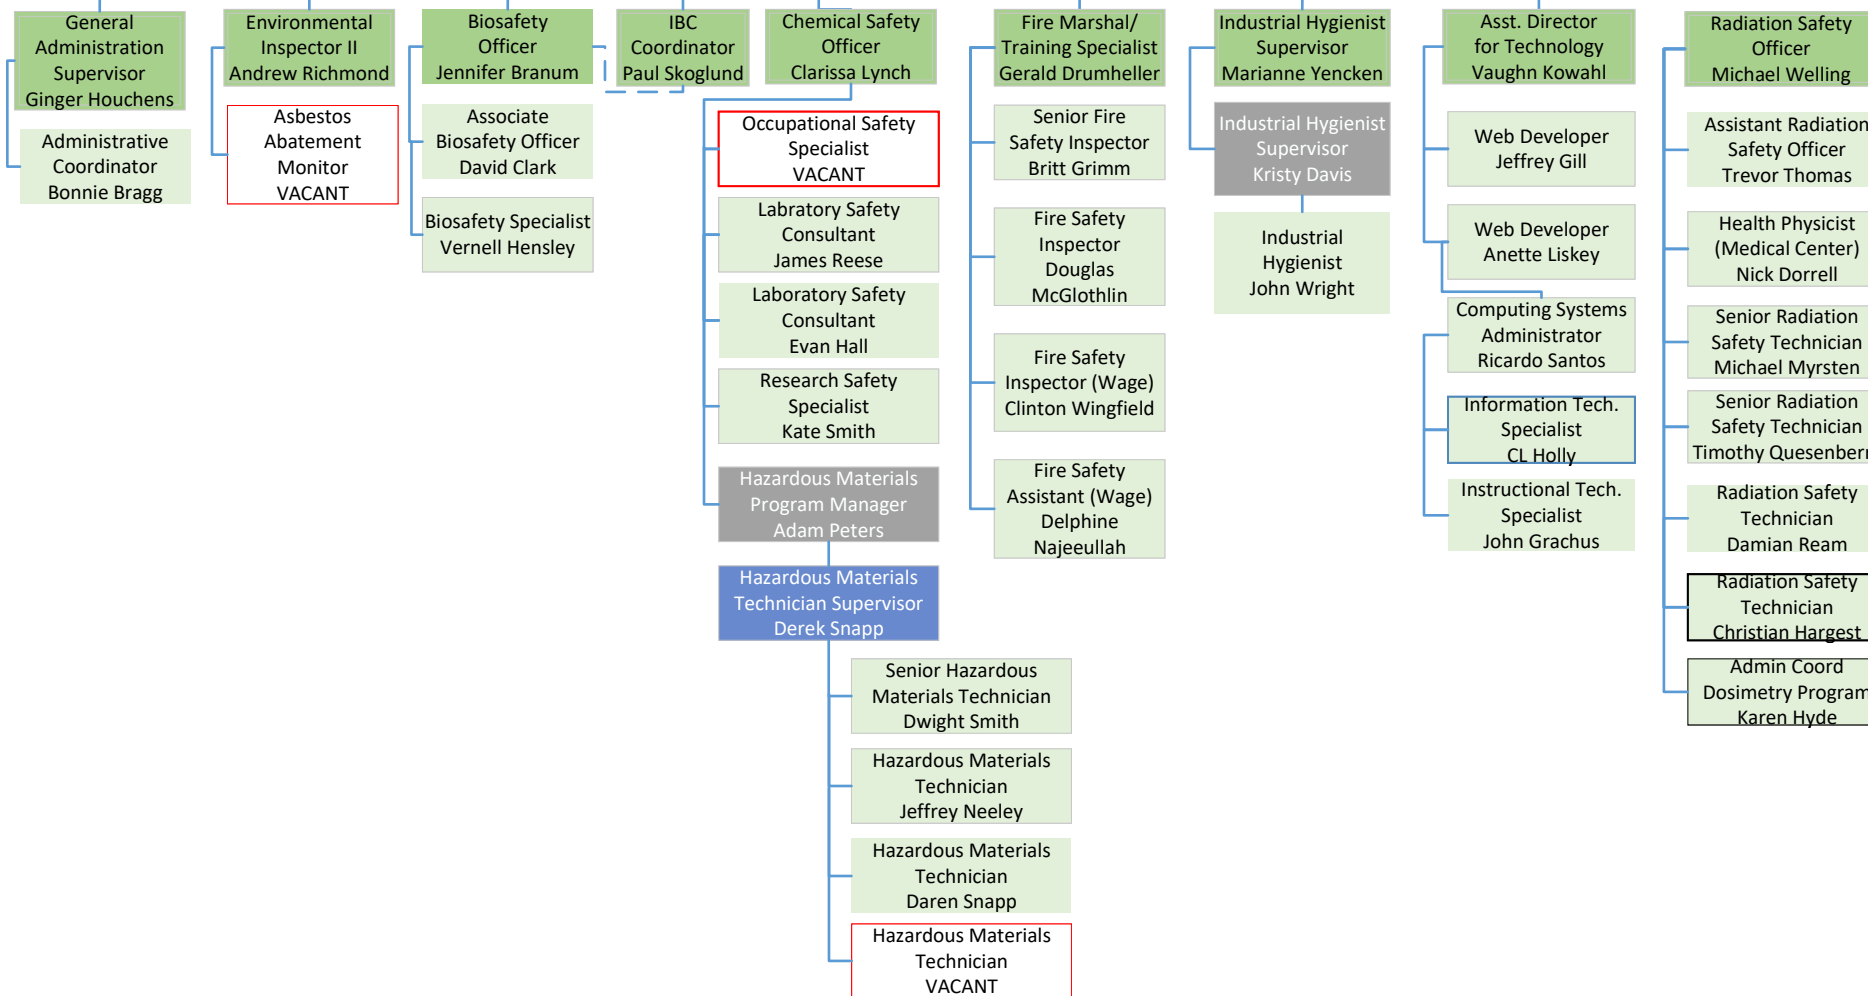 General
Administration
Supervisor
Ginger Houchens
Administrative
Coordinator
Bonnie Bragg
Environmental
Inspector II
Andrew Richmond
Asbestos
Abatement
Monitor
VACANT
Biosafety
Officer
Jennifer Branum
Associate
Biosafety Officer
David Clark
Biosafety Specialist
Vernell Hensley
IBC
Coordinator
Paul Skoglund
Chemical Safety
Officer
Clarissa Lynch
Occupational Safety
Specialist
VACANT
Labratory Safety
Consultant
James Reese
Laboratory Safety
Consultant
Evan Hall
Research Safety
Specialist
Kate Smith
Hazardous Materials
Program Manager
Adam Peters
Hazardous Materials
Technician Supervisor
Derek Snapp
Senior Hazardous
Materials Technician
Dwight Smith
Hazardous Materials
Technician
Jeffrey Neeley
Hazardous Materials
Technician
Daren Snapp
Hazardous Materials
Technician
VACANT
Fire Marshal/
Training Specialist
Gerald Drumheller
Senior Fire
Safety Inspector
Britt Grimm
Fire Safety
Inspector
Douglas
McGlothlin
Fire Safety
Inspector (Wage)
Clinton Wingfield
Fire Safety
Assistant (Wage)
Delphine
Najeeullah
Industrial Hygienist
Supervisor
Marianne Yencken
Industrial Hygienist
Supervisor
Kristy Davis
Industrial
Hygienist
John Wright
Asst. Director
for Technology
Vaughn Kowahl
Web Developer
Jeffrey Gill
Web Developer
Anette Liskey
Computing Systems
Administrator
Ricardo Santos
Information Tech.
Specialist
CL Holly
Instructional Tech.
Specialist
John Grachus
Radiation Safety
Officer
Michael Welling
Assistant Radiation
Safety Officer
Trevor Thomas
Health Physicist
(Medical Center)
Nick Dorrell
Senior Radiation
Safety Technician
Michael Myrsten
Senior Radiation
Safety Technician
Timothy
Radiation Safety
Technician
Damian Ream
Radiation Safety
Technician
Christian Hargest
Admin Coord
Dosimetry Program
Karen Hyde